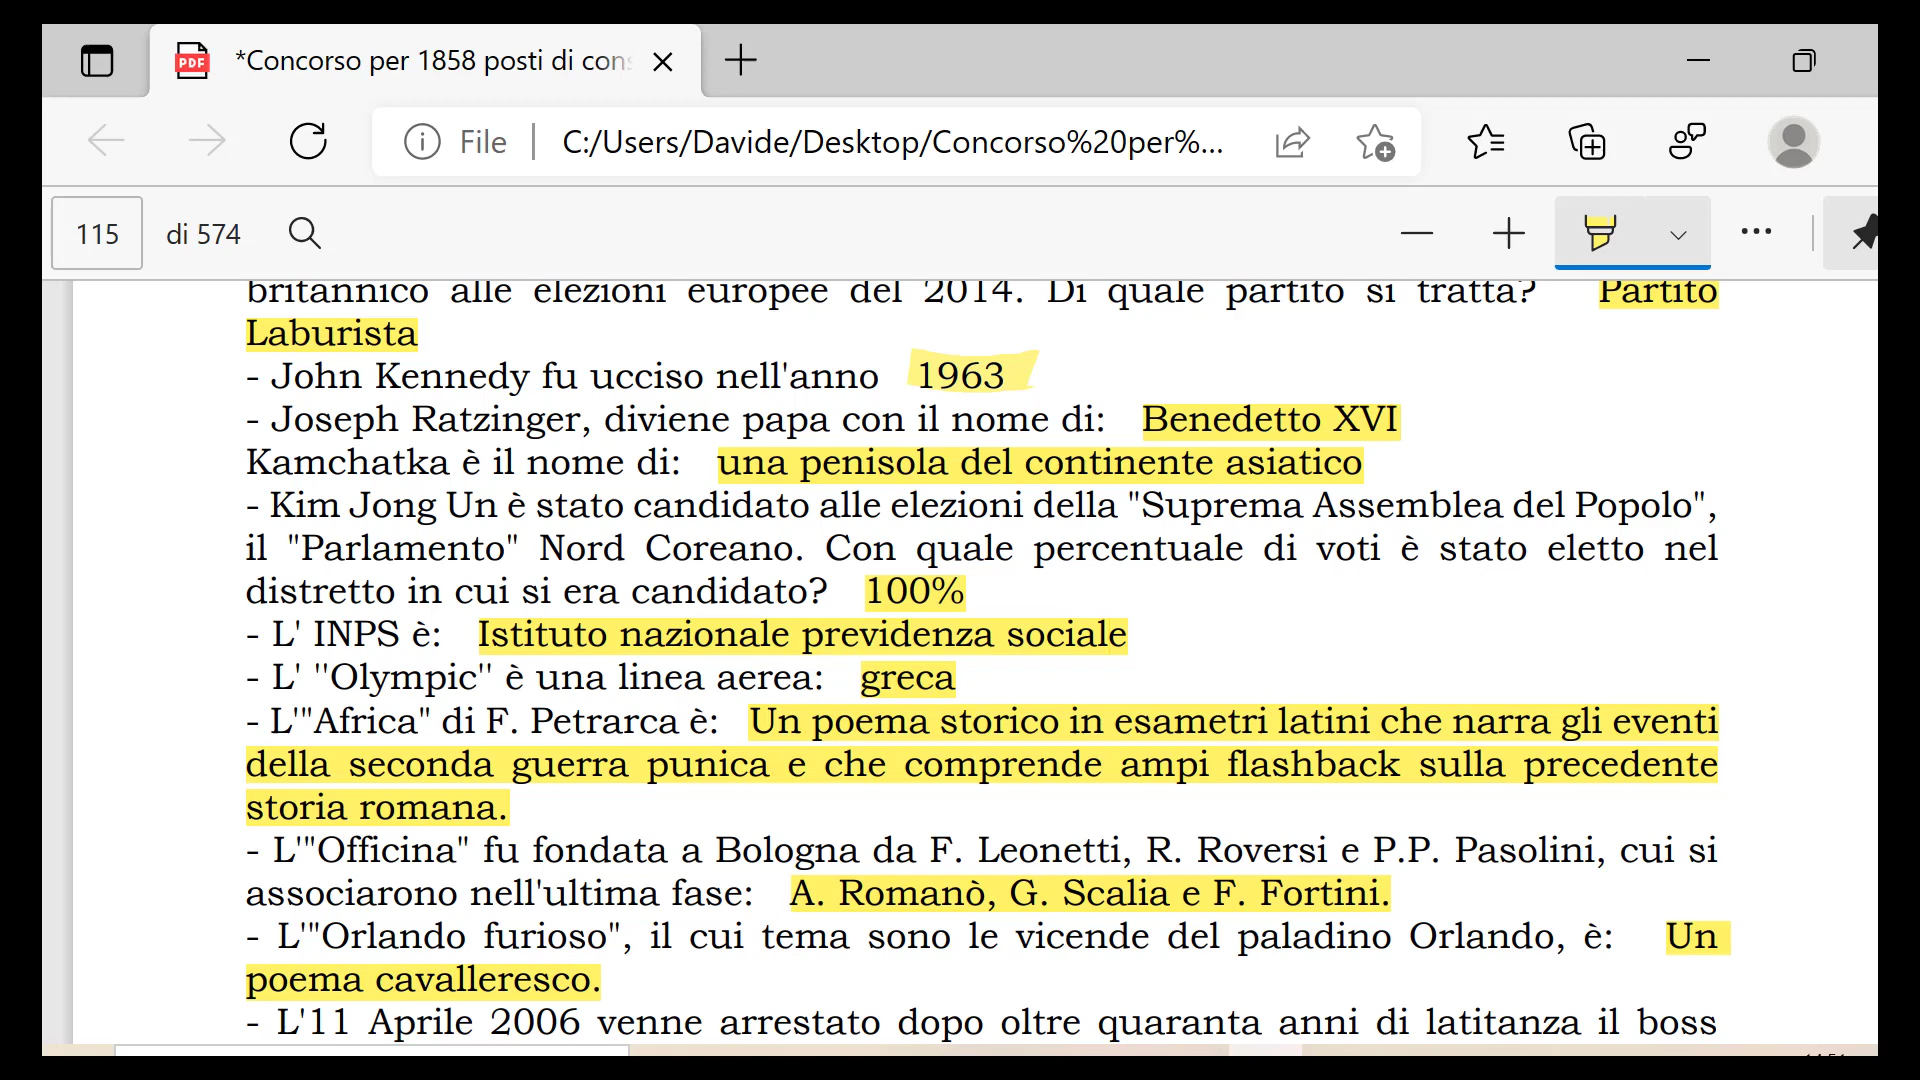 *Concorso per 1858 posti di con
File
C:/Users/Davide/Desktop/Concorso%20per%...
115 di 574
britannico alle elezioni europee del 2014. Di quale partito si tratta? Partito
Laburista
- John Kennedy fu ucciso nell'anno 1963
- Joseph Ratzinger, diviene papa con il nome di: Benedetto XVI
Kamchatka è il nome di: una penisola del continente asiatico
- Kim Jong Un è stato candidato alle elezioni della "Suprema Assemblea del Popolo",
il "Parlamento" Nord Coreano. Con quale percentuale di voti è stato eletto nel
distretto in cui si era candidato? 100%
- L' INPS è: Istituto nazionale previdenza sociale
- L' ''Olympic'' è una linea aerea: greca
- L'"Africa" di F. Petrarca è: Un poema storico in esametri latini che narra gli eventi
della seconda guerra punica e che comprende ampi flashback sulla precedente
storia romana.
- L'"Officina" fu fondata a Bologna da F. Leonetti, R. Roversi e P.P. Pasolini, cui si
associarono nell'ultima fase: A. Romanò, G. Scalia e F. Fortini.
- L'"Orlando furioso", il cui tema sono le vicende del paladino Orlando, è: Un
poema cavalleresco.
- L'11 Aprile 2006 venne arrestato dopo oltre quaranta anni di latitanza il boss